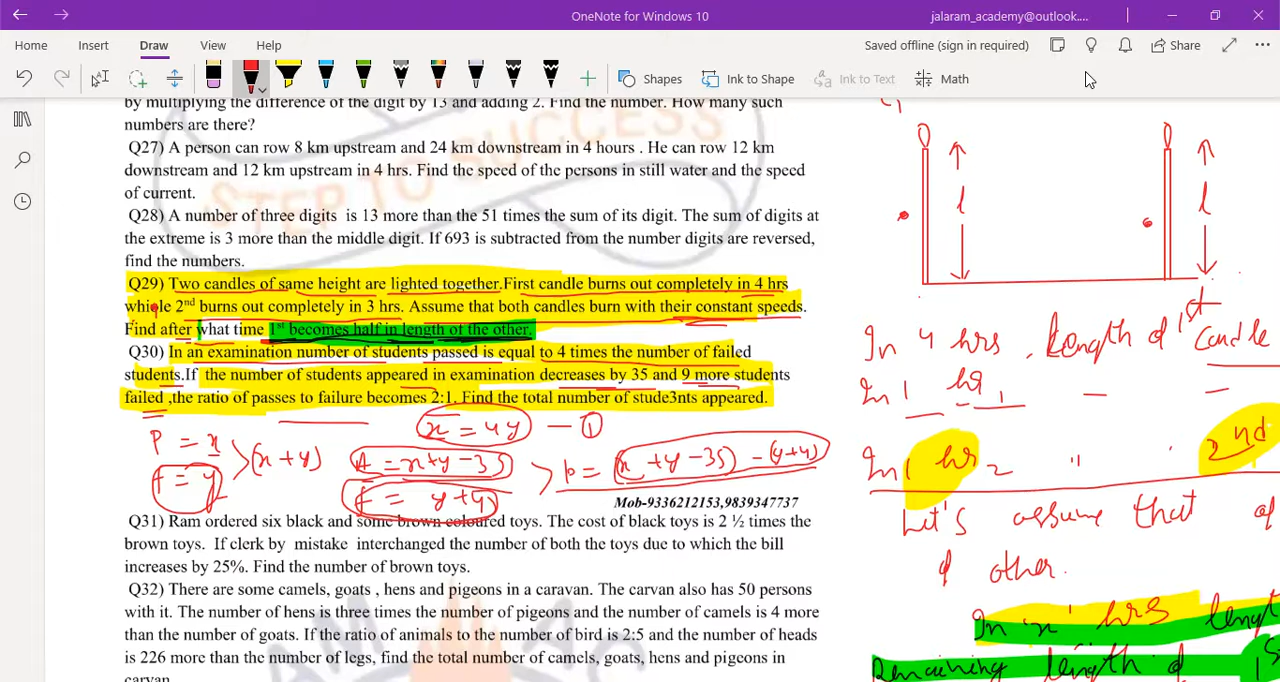 OneNote for Windows 10
jalaram_academy@outlook....
Home Insert Draw View Help
Saved offline (sign in required)
Share
Shapes
Ink to Shape
Ink to Text
Math
by multiplying the difference of the digit by 13 and adding 2. Find the number. How many such
numbers are there?
Q27) A person can row 8 km upstream and 24 km downstream in 4 hours . He can row 12 km
downstream and 12 km upstream in 4 hrs. Find the speed of the persons in still water and the speed
of current.
Q28) A number of three digits is 13 more than the 51 times the sum of its digit. The sum of digits at
the extreme is 3 more than the middle digit. If 693 is subtracted from the number digits are reversed,
find the numbers.
Q29) Two candles of same height are lighted together.First candle burns out completely in 4 hrs
while 2nd burns out completely in 3 hrs. Assume that both candles burn with their constant speeds.
Find after what time 1st becomes half in length of the other.
Q30) In an examination number of students passed is equal to 4 times the number of failed
students.If the number of students appeared in examination decreases by 35 and 9 more students
failed ,the ratio of passes to failure becomes 2:1. Find the total number of stude3nts appeared.
x = 4y — ①
P = x
f = y
>(x+y)
A = x+y-35
f = y+9
> P = (x+y-35) - (y+9)
Mob-9336212153,9839347737
Q31) Ram ordered six black and some brown coloured toys. The cost of black toys is 2 ½ times the
brown toys. If clerk by mistake interchanged the number of both the toys due to which the bill
increases by 25%. Find the number of brown toys.
Q32) There are some camels, goats , hens and pigeons in a caravan. The carvan also has 50 persons
with it. The number of hens is three times the number of pigeons and the number of camels is 4 more
than the number of goats. If the ratio of animals to the number of bird is 2:5 and the number of heads
is 226 more than the number of legs, find the total number of camels, goats, hens and pigeons in
carvan.
STEP TO SUCCESS
l
l
In 4 hrs, length of 1st candle
In 1 hr - -
In 1 hr " 2nd
Let's assume that of
of other.
In 'x' hrs length
Remaining length of 1s